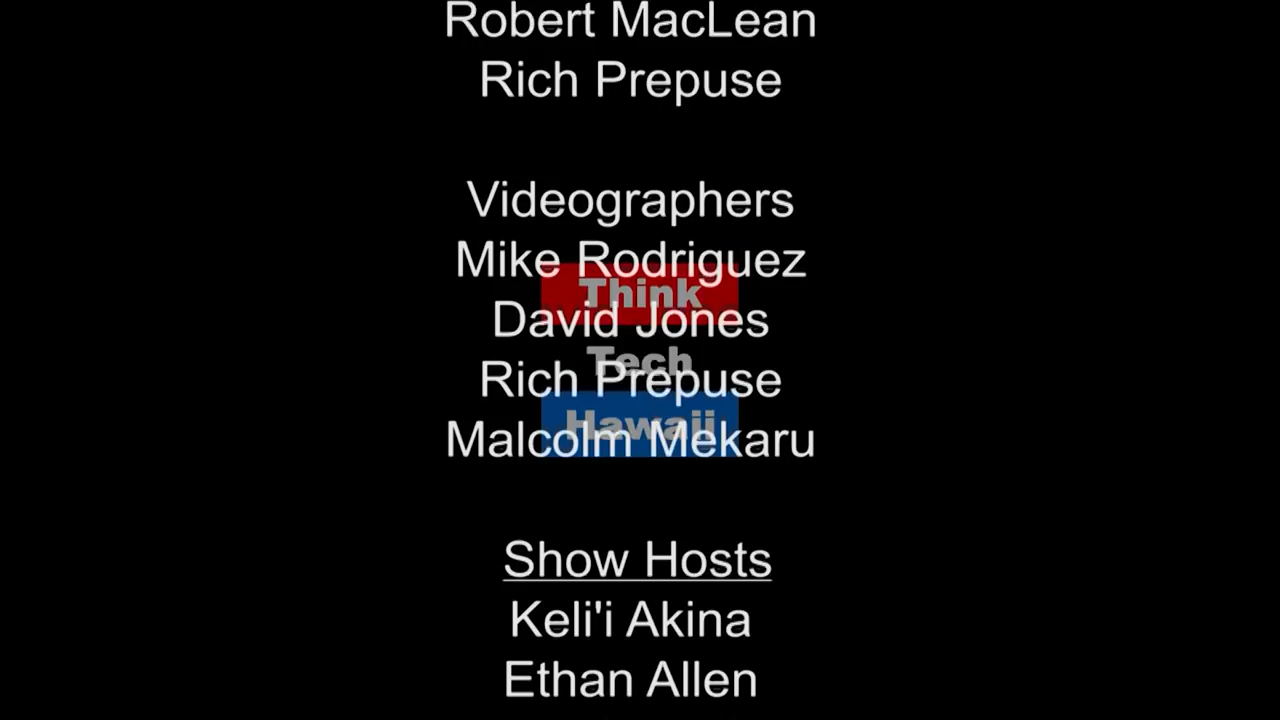 Robert MacLean
Rich Prepuse
Videographers
Mike Rodriguez
Think
David Jones
Tech
Rich Prepuse
Hawaii
Malcolm Mekaru
Show Hosts
Keli'i Akina
Ethan Allen